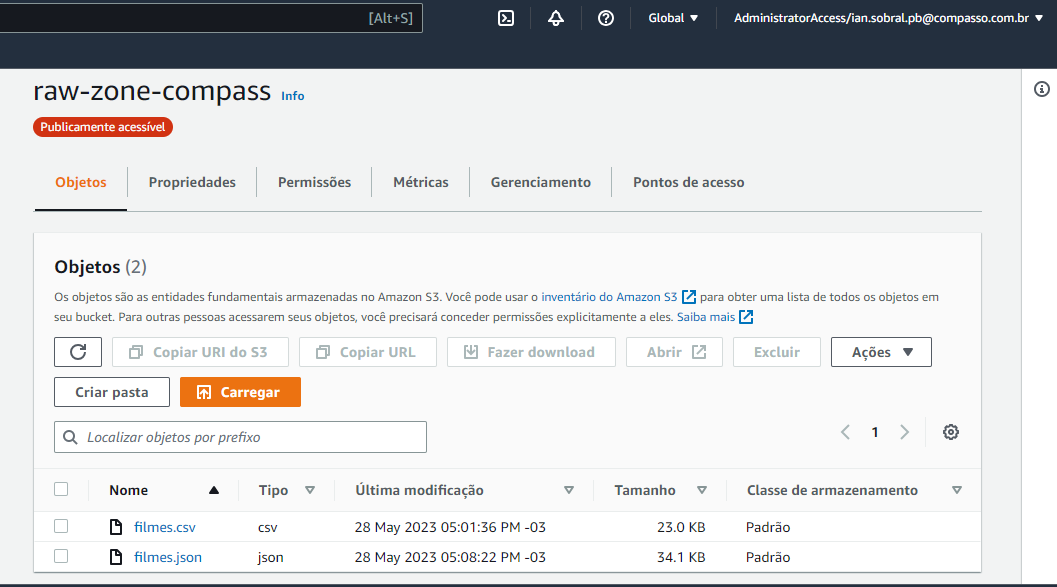 [Alt+S]
Global
AdministratorAccess/ian.sobral.pb@compasso.com.br
raw-zone-compass Info
Publicamente acessível
Objetos Propriedades Permissões Métricas Gerenciamento Pontos de acesso
Objetos (2)
Os objetos são as entidades fundamentais armazenadas no Amazon S3. Você pode usar o inventário do Amazon S3 para obter uma lista de todos os objetos em
seu bucket. Para outras pessoas acessarem seus objetos, você precisará conceder permissões explicitamente a eles. Saiba mais
Copiar URI do S3 Copiar URL Fazer download Abrir Excluir Ações
Criar pasta Carregar
Localizar objetos por prefixo
1
Nome Tipo Última modificação Tamanho Classe de armazenamento
filmes.csv csv 28 May 2023 05:01:36 PM -03 23.0 KB Padrão
filmes.json json 28 May 2023 05:08:22 PM -03 34.1 KB Padrão